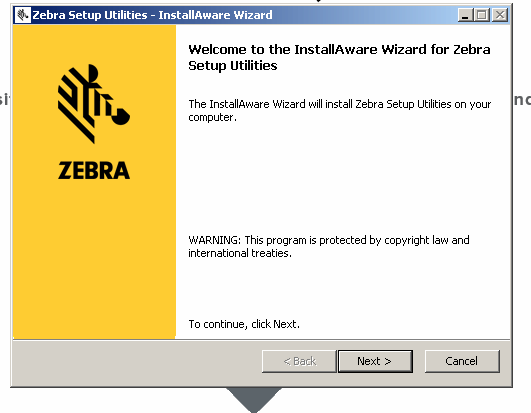 Zebra Setup Utilities - InstallAware Wizard
Welcome to the InstallAware Wizard for Zebra
Setup Utilities
The InstallAware Wizard will install Zebra Setup Utilities on your
computer.
ZEBRA
WARNING: This program is protected by copyright law and
international treaties.
To continue, click Next.
< Back
Next >
Cancel